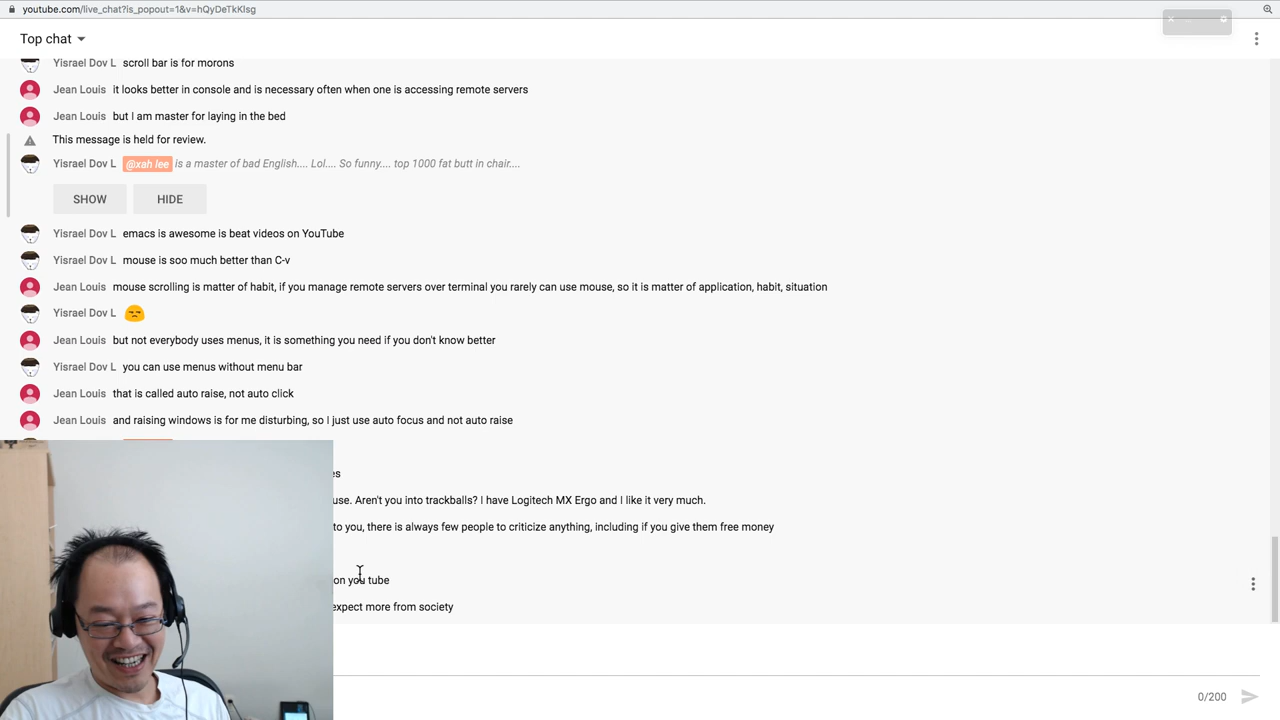 youtube.com/live_chat?is_popout=1&v=hQyDeTkKIsg
Top chat
Yisrael Dov L scroll bar is for morons
Jean Louis it looks better in console and is necessary often when one is accessing remote servers
Jean Louis but I am master for laying in the bed
This message is held for review.
Yisrael Dov L @xah lee is a master of bad English.... Lol.... So funny.... top 1000 fat butt in chair....
SHOW HIDE
Yisrael Dov L emacs is awesome is beat videos on YouTube
Yisrael Dov L mouse is soo much better than C-v
Jean Louis mouse scrolling is matter of habit, if you manage remote servers over terminal you rarely can use mouse, so it is matter of application, habit, situation
Yisrael Dov L
Jean Louis but not everybody uses menus, it is something you need if you don't know better
Yisrael Dov L you can use menus without menu bar
Jean Louis that is called auto raise, not auto click
Jean Louis and raising windows is for me disturbing, so I just use auto focus and not auto raise
es
use. Aren't you into trackballs? I have Logitech MX Ergo and I like it very much.
to you, there is always few people to criticize anything, including if you give them free money
on you tube
expect more from society
0/200